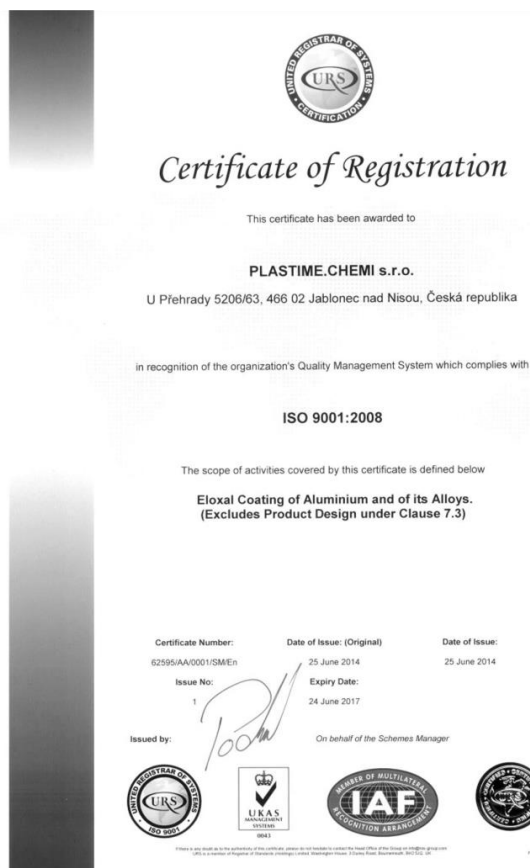 UNITED REGISTRAR OF SYSTEMS
URS
CERTIFICATION
Certificate of Registration
This certificate has been awarded to
PLASTIME.CHEMI s.r.o.
U Přehrady 5206/63, 466 02 Jablonec nad Nisou, Česká republika
in recognition of the organization's Quality Management System which complies with
ISO 9001:2008
The scope of activities covered by this certificate is defined below
Eloxal Coating of Aluminium and of its Alloys.
(Excludes Product Design under Clause 7.3)
Certificate Number: Date of Issue: (Original) Date of Issue:
62595/AA/0001/SM/En 25 June 2014 25 June 2014
Issue No: Expiry Date:
1 24 June 2017
Issued by: On behalf of the Schemes Manager
UNITED REGISTRAR OF SYSTEMS
URS
ISO 9001
UKAS
MANAGEMENT
SYSTEMS
0043
MEMBER OF MULTILATERAL
IAF
RECOGNITION ARRANGEMENT